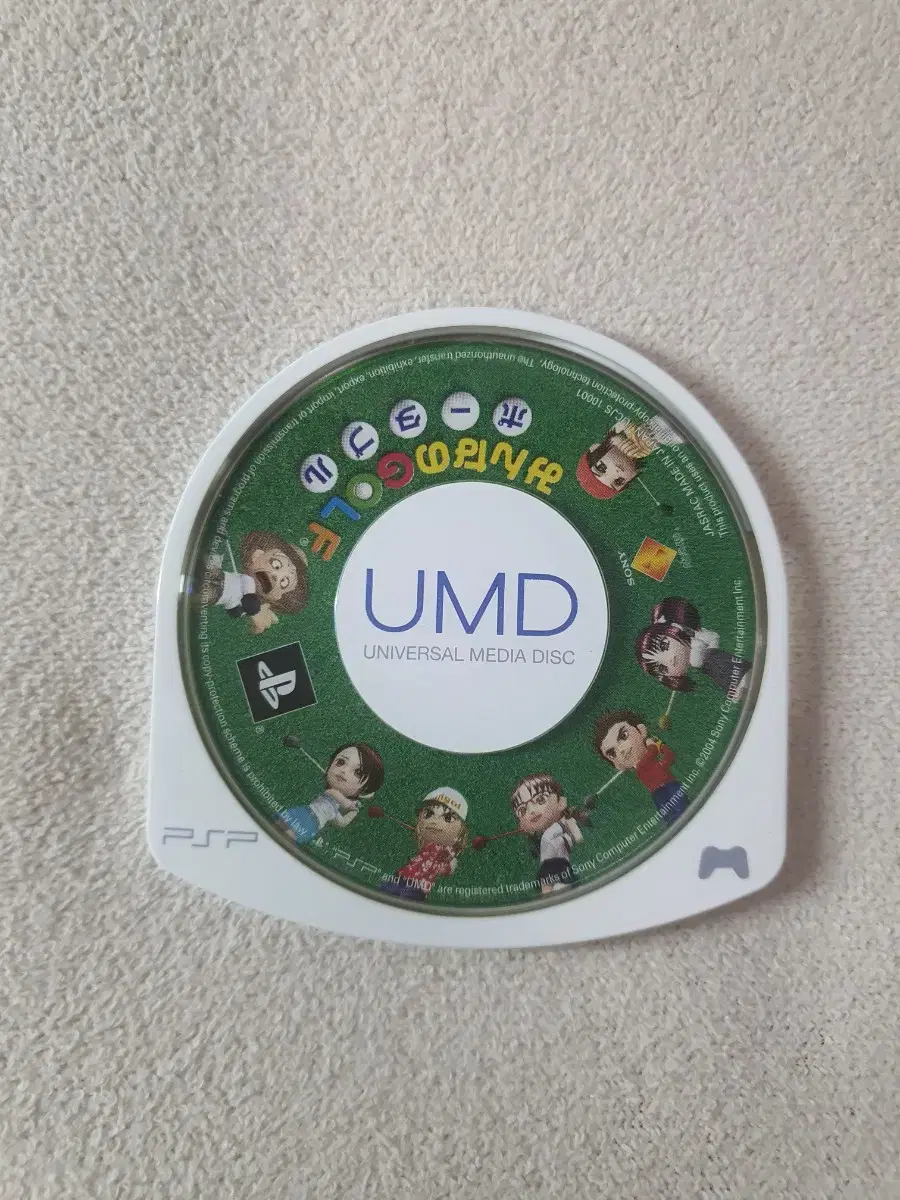 ポータブル
みんなのGOLF
®
UMD
UNIVERSAL MEDIA DISC
SONY
JASRAC MADE IN
UCJS 10001
This product uses
copy protection technology. The unauthorized transfer, exhibition, export, import or transmission of programs and
circumventing its copy-protection scheme is prohibited by law.
®
"PSP" and "UMD" are registered trademarks of Sony Computer Entertainment Inc. ©2004 Sony Computer Entertainment Inc
PSP